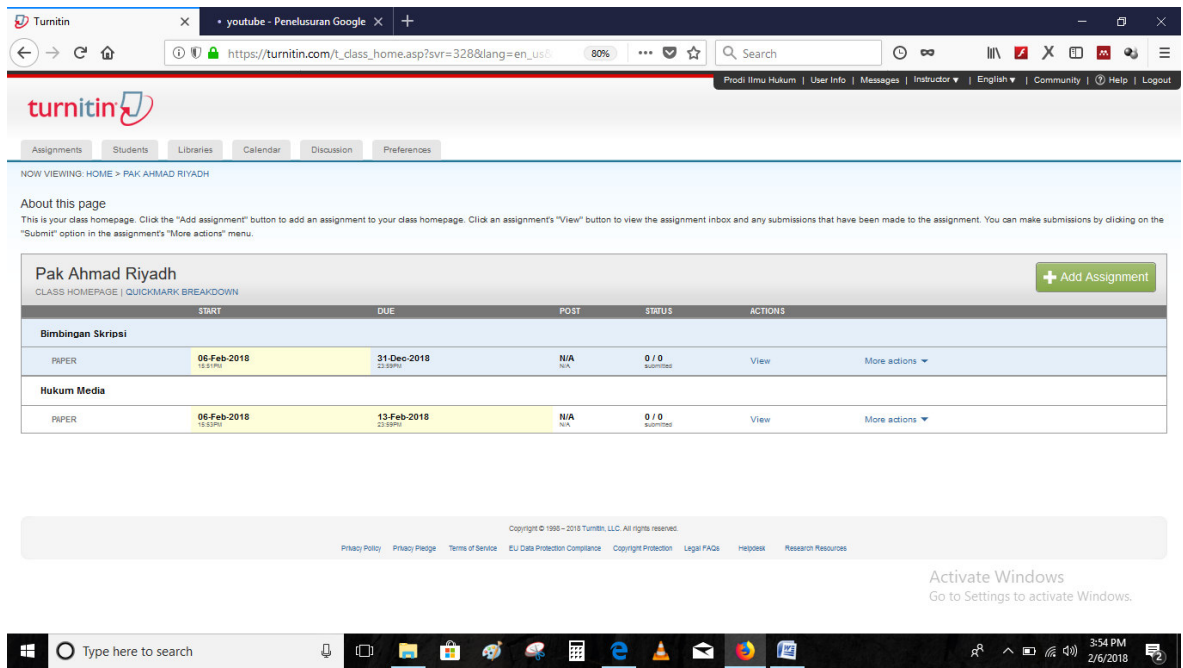 Turnitin
youtube - Penelusuran Google
https://turnitin.com/t_class_home.asp?svr=328&lang=en_us&
80%
Search
Prodi Ilmu Hukum | User Info | Messages | Instructor ▼ | English ▼ | Community | ? Help | Logout
turnitin
Assignments Students Libraries Calendar Discussion Preferences
NOW VIEWING: HOME > PAK AHMAD RIYADH
About this page
This is your class homepage. Click the "Add assignment" button to add an assignment to your class homepage. Click an assignment's "View" button to view the assignment inbox and any submissions that have been made to the assignment. You can make submissions by clicking on the
"Submit" option in the assignment's "More actions" menu.
Pak Ahmad Riyadh
+ Add Assignment
CLASS HOMEPAGE | QUICKMARK BREAKDOWN
START DUE POST STATUS ACTIONS
Bimbingan Skripsi
PAPER 06-Feb-2018 31-Dec-2018 N/A 0 / 0 View More actions ▼
15:51PM 23:59PM N/A submitted
Hukum Media
PAPER 06-Feb-2018 13-Feb-2018 N/A 0 / 0 View More actions ▼
15:53PM 23:59PM N/A submitted
Copyright © 1998 – 2018 Turnitin, LLC. All rights reserved.
Privacy Policy Privacy Pledge Terms of Service EU Data Protection Compliance Copyright Protection Legal FAQs Helpdesk Research Resources
Activate Windows
Go to Settings to activate Windows.
Type here to search
3:54 PM
2/6/2018
2